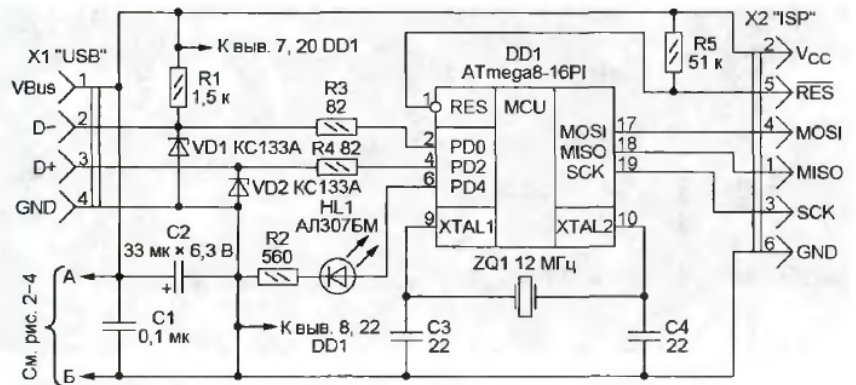 X1 "USB"
VBus 1
D− 2
D+ 3
GND 4
К выв. 7, 20 DD1
R1
1,5 к
VD1 КС133А
VD2 КС133А
R3
82
R4 82
HL1
АЛ307БМ
R2
560
C2
33 мк × 6,3 В
+
C1
0,1 мк
А
Б
См. рис. 2–4
К выв. 8, 22
DD1
DD1
ATmega8-16PI
1 RES
MCU
2 PD0
4 PD2
6 PD4
MOSI 17
MISO 18
SCK 19
9 XTAL1
XTAL2 10
ZQ1 12 МГц
C3
22
C4
22
R5
51 к
X2 "ISP"
2 VCC
5 RES
4 MOSI
1 MISO
3 SCK
6 GND